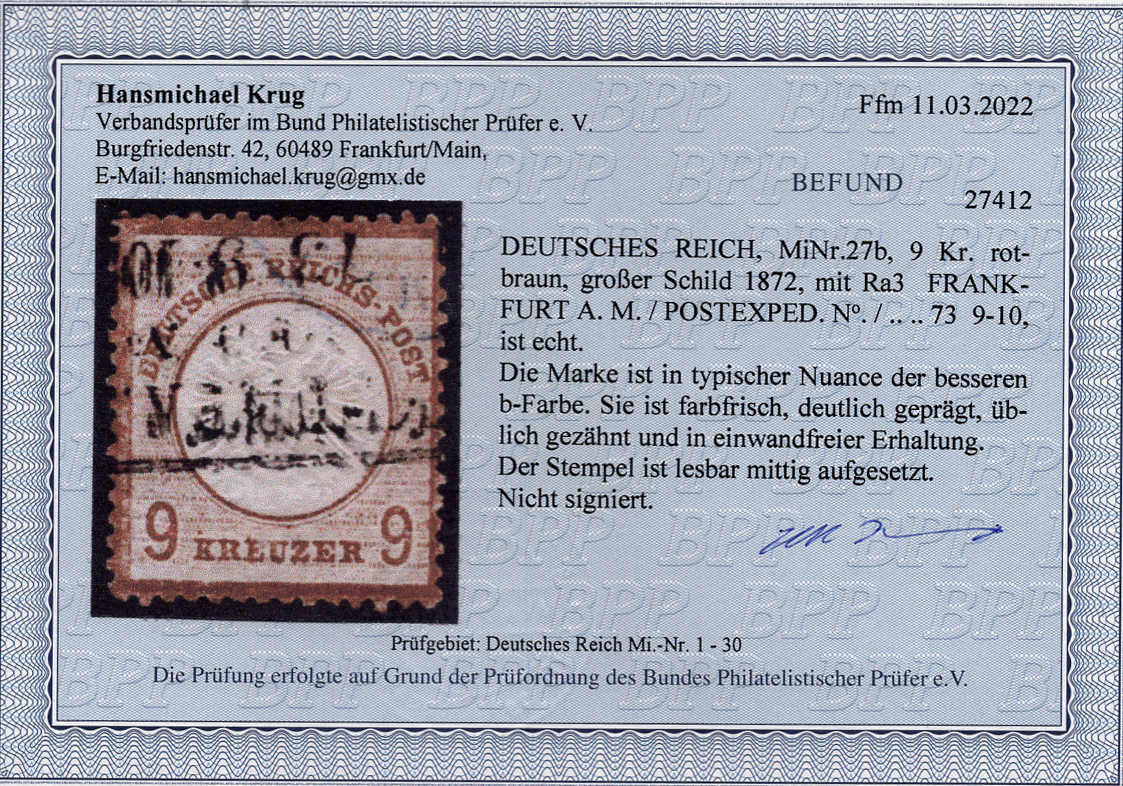 Hansmichael Krug
Verbandsprüfer im Bund Philatelistischer Prüfer e. V.
Burgfriedenstr. 42, 60489 Frankfurt/Main,
E-Mail: hansmichael.krug@gmx.de
Ffm 11.03.2022
BEFUND
27412
DEUTSCHES REICH, MiNr.27b, 9 Kr. rot-
braun, großer Schild 1872, mit Ra3 FRANK-
FURT A. M. / POSTEXPED. Nº. / .. .. 73 9-10,
ist echt.
Die Marke ist in typischer Nuance der besseren
b-Farbe. Sie ist farbfrisch, deutlich geprägt, üb-
lich gezähnt und in einwandfreier Erhaltung.
Der Stempel ist lesbar mittig aufgesetzt.
Nicht signiert.
DEUTSCHE REICHS-POST
9 KREUZER 9
Prüfgebiet: Deutsches Reich Mi.-Nr. 1 - 30
Die Prüfung erfolgte auf Grund der Prüfordnung des Bundes Philatelistischer Prüfer e.V.
BPP